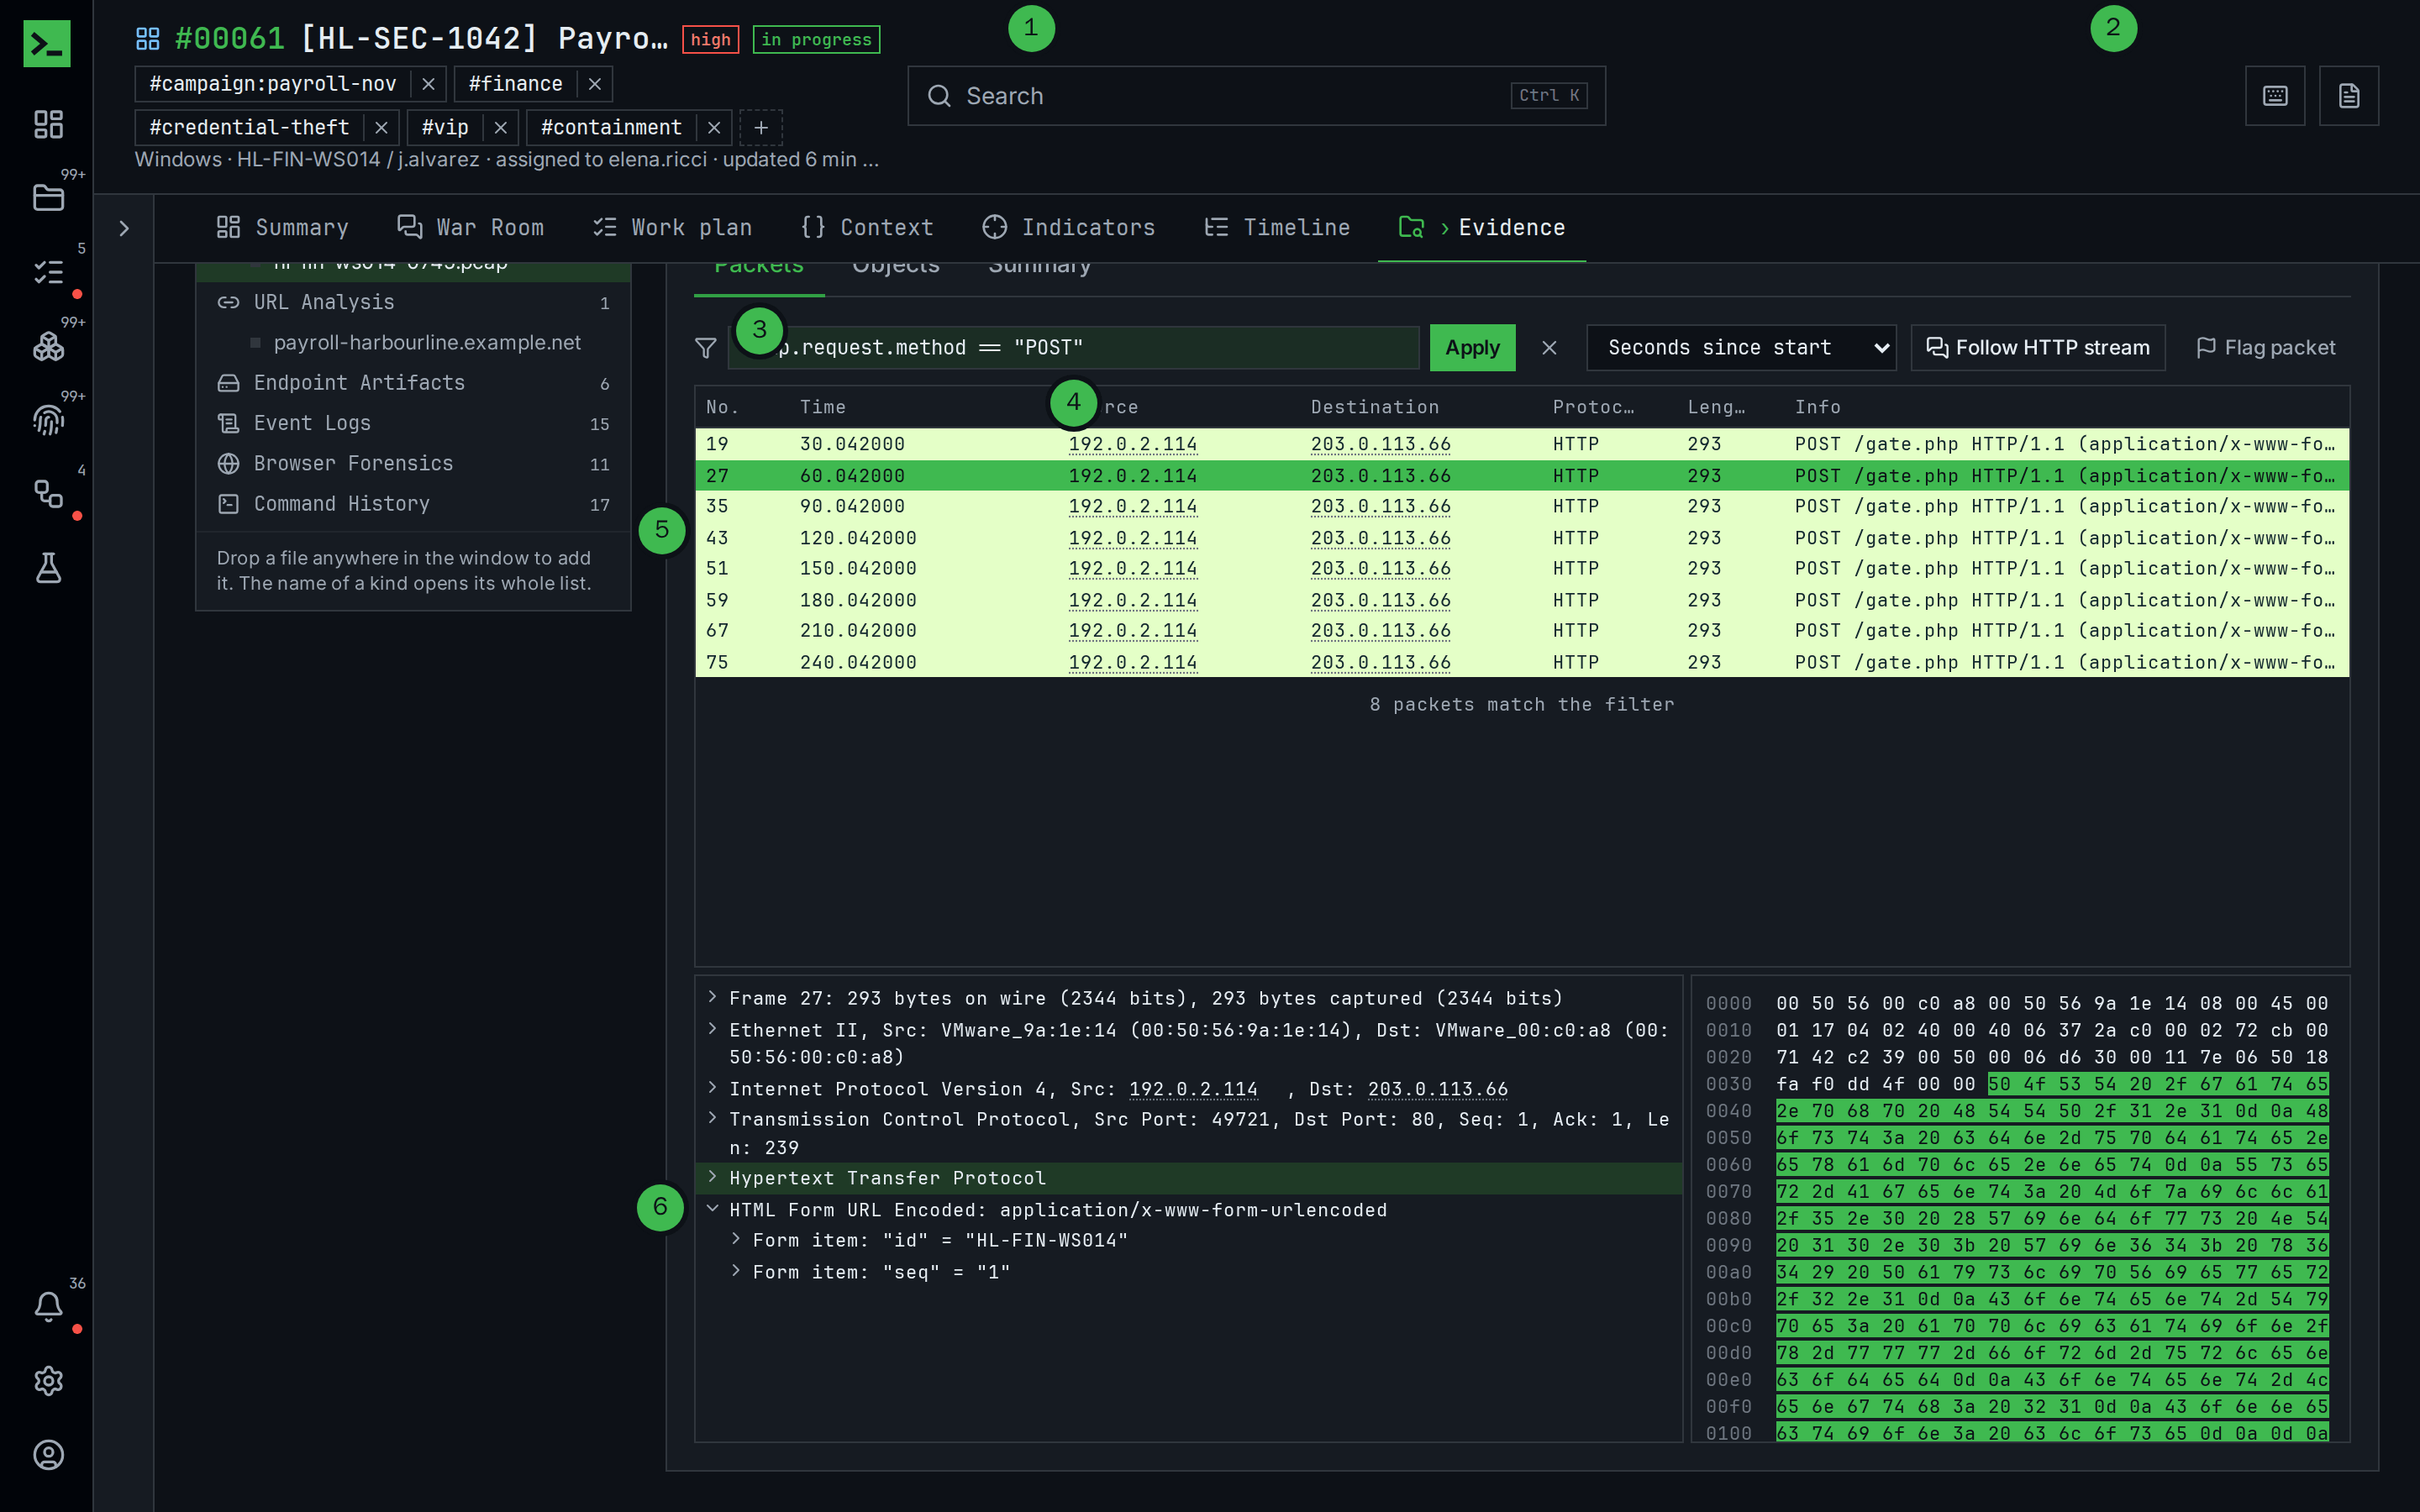 #00061 [HL-SEC-1042] Payro… high in progress
1
2
#campaign:payroll-nov #finance
#credential-theft #vip #containment
Windows · HL-FIN-WS014 / j.alvarez · assigned to elena.ricci · updated 6 min …
Search Ctrl K
99+
5
99+
99+
4
36
Summary War Room Work plan Context Indicators Timeline › Evidence
hl-fin-ws014-0745.pcap
URL Analysis 1
payroll-harbourline.example.net
Endpoint Artifacts 6
Event Logs 15
Browser Forensics 11
Command History 17
Drop a file anywhere in the window to add
it. The name of a kind opens its whole list.
Packets Objects Summary
3
p.request.method == "POST" Apply Seconds since start Follow HTTP stream Flag packet
4
5
No. Time rce Destination Protoc… Leng… Info
19 30.042000 192.0.2.114 203.0.113.66 HTTP 293 POST /gate.php HTTP/1.1 (application/x-www-fo…
27 60.042000 192.0.2.114 203.0.113.66 HTTP 293 POST /gate.php HTTP/1.1 (application/x-www-fo…
35 90.042000 192.0.2.114 203.0.113.66 HTTP 293 POST /gate.php HTTP/1.1 (application/x-www-fo…
43 120.042000 192.0.2.114 203.0.113.66 HTTP 293 POST /gate.php HTTP/1.1 (application/x-www-fo…
51 150.042000 192.0.2.114 203.0.113.66 HTTP 293 POST /gate.php HTTP/1.1 (application/x-www-fo…
59 180.042000 192.0.2.114 203.0.113.66 HTTP 293 POST /gate.php HTTP/1.1 (application/x-www-fo…
67 210.042000 192.0.2.114 203.0.113.66 HTTP 293 POST /gate.php HTTP/1.1 (application/x-www-fo…
75 240.042000 192.0.2.114 203.0.113.66 HTTP 293 POST /gate.php HTTP/1.1 (application/x-www-fo…
8 packets match the filter
Frame 27: 293 bytes on wire (2344 bits), 293 bytes captured (2344 bits)
Ethernet II, Src: VMware_9a:1e:14 (00:50:56:9a:1e:14), Dst: VMware_00:c0:a8 (00:
50:56:00:c0:a8)
Internet Protocol Version 4, Src: 192.0.2.114 , Dst: 203.0.113.66
Transmission Control Protocol, Src Port: 49721, Dst Port: 80, Seq: 1, Ack: 1, Le
n: 239
Hypertext Transfer Protocol
6
HTML Form URL Encoded: application/x-www-form-urlencoded
Form item: "id" = "HL-FIN-WS014"
Form item: "seq" = "1"
0000 00 50 56 00 c0 a8 00 50 56 9a 1e 14 08 00 45 00
0010 01 17 04 02 40 00 40 06 37 2a c0 00 02 72 cb 00
0020 71 42 c2 39 00 50 00 06 d6 30 00 11 7e 06 50 18
0030 fa f0 dd 4f 00 00 50 4f 53 54 20 2f 67 61 74 65
0040 2e 70 68 70 20 48 54 54 50 2f 31 2e 31 0d 0a 48
0050 6f 73 74 3a 20 63 64 6e 2d 75 70 64 61 74 65 2e
0060 65 78 61 6d 70 6c 65 2e 6e 65 74 0d 0a 55 73 65
0070 72 2d 41 67 65 6e 74 3a 20 4d 6f 7a 69 6c 6c 61
0080 2f 35 2e 30 20 28 57 69 6e 64 6f 77 73 20 4e 54
0090 20 31 30 2e 30 3b 20 57 69 6e 36 34 3b 20 78 36
00a0 34 29 20 50 61 79 73 6c 69 70 56 69 65 77 65 72
00b0 2f 32 2e 31 0d 0a 43 6f 6e 74 65 6e 74 2d 54 79
00c0 70 65 3a 20 61 70 70 6c 69 63 61 74 69 6f 6e 2f
00d0 78 2d 77 77 77 2d 66 6f 72 6d 2d 75 72 6c 65 6e
00e0 63 6f 64 65 64 0d 0a 43 6f 6e 74 65 6e 74 2d 4c
00f0 65 6e 67 74 68 3a 20 32 31 0d 0a 43 6f 6e 6e 65
0100 63 74 69 6f 6e 3a 20 63 6c 6f 73 65 0d 0a 0d 0a